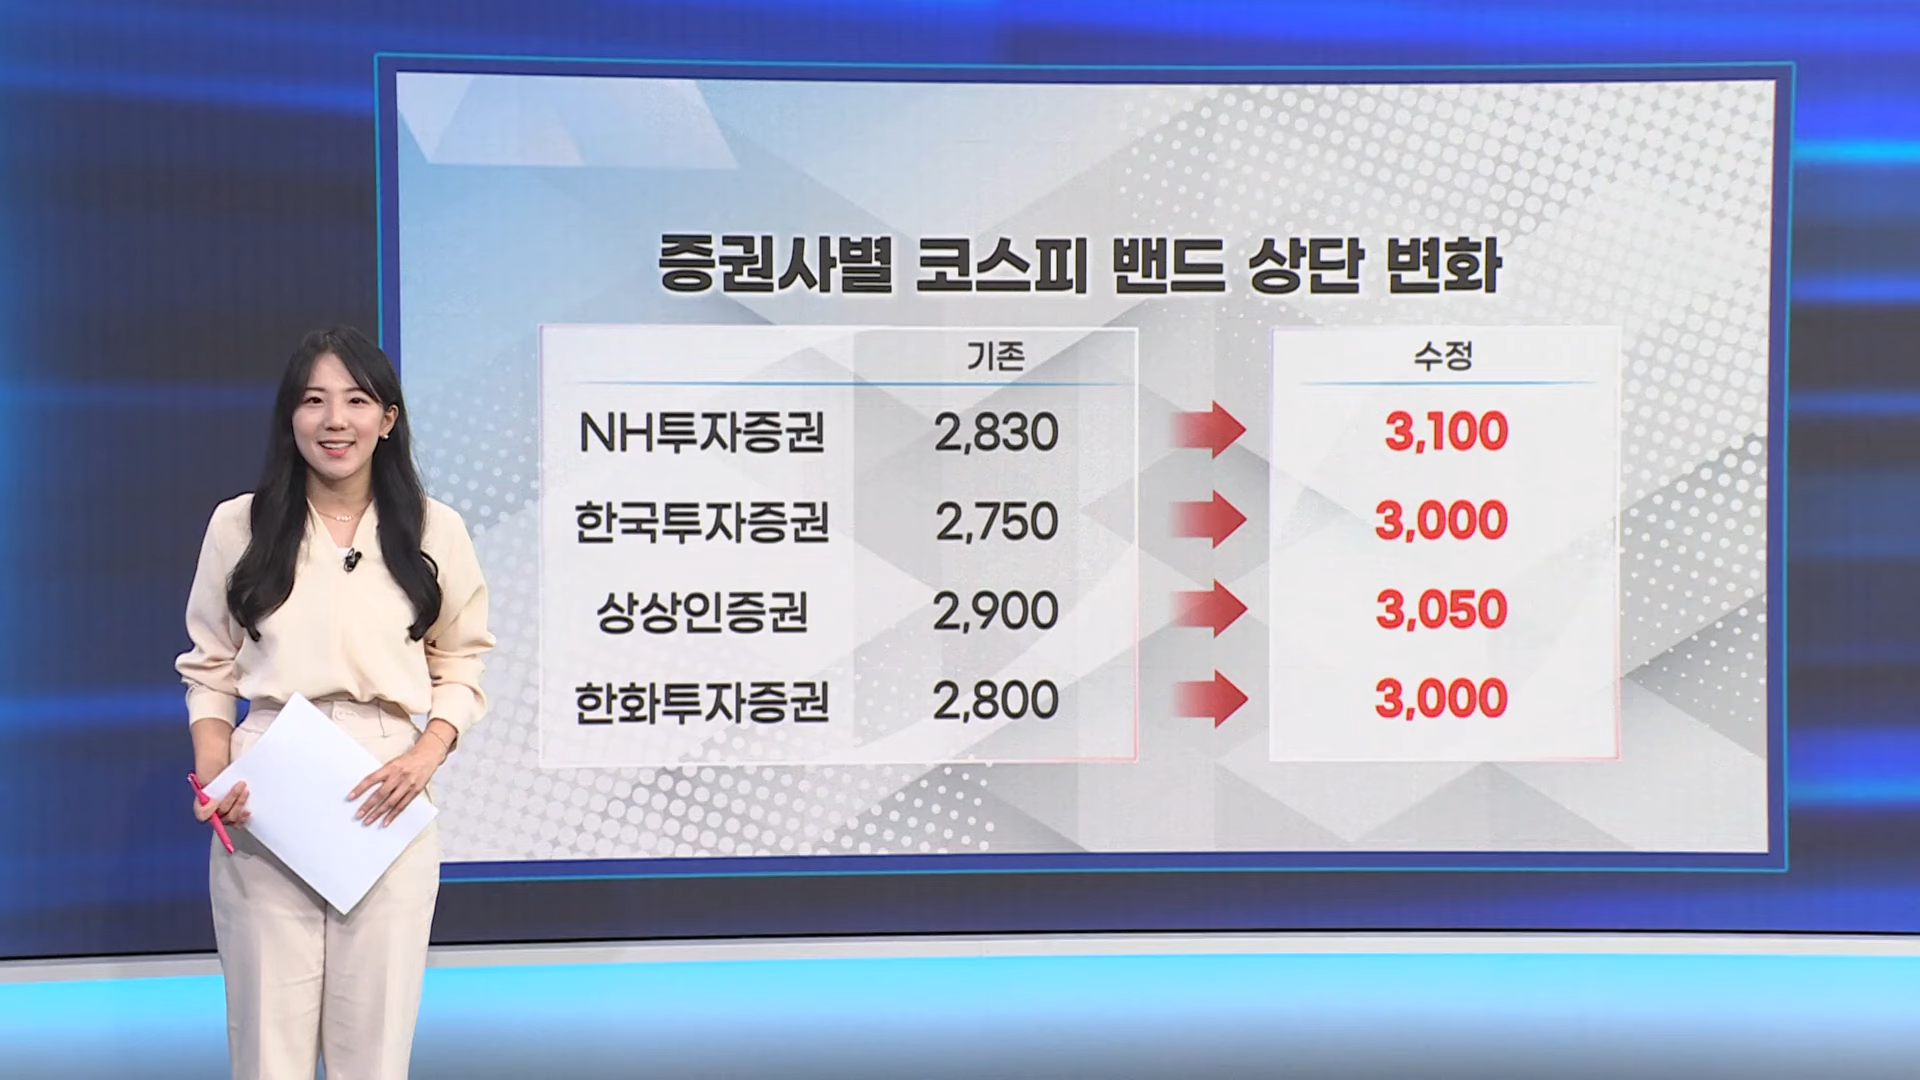 증권사별 코스피 밴드 상단 변화
기존 수정
NH투자증권 2,830 3,100
한국투자증권 2,750 3,000
상상인증권 2,900 3,050
한화투자증권 2,800 3,000